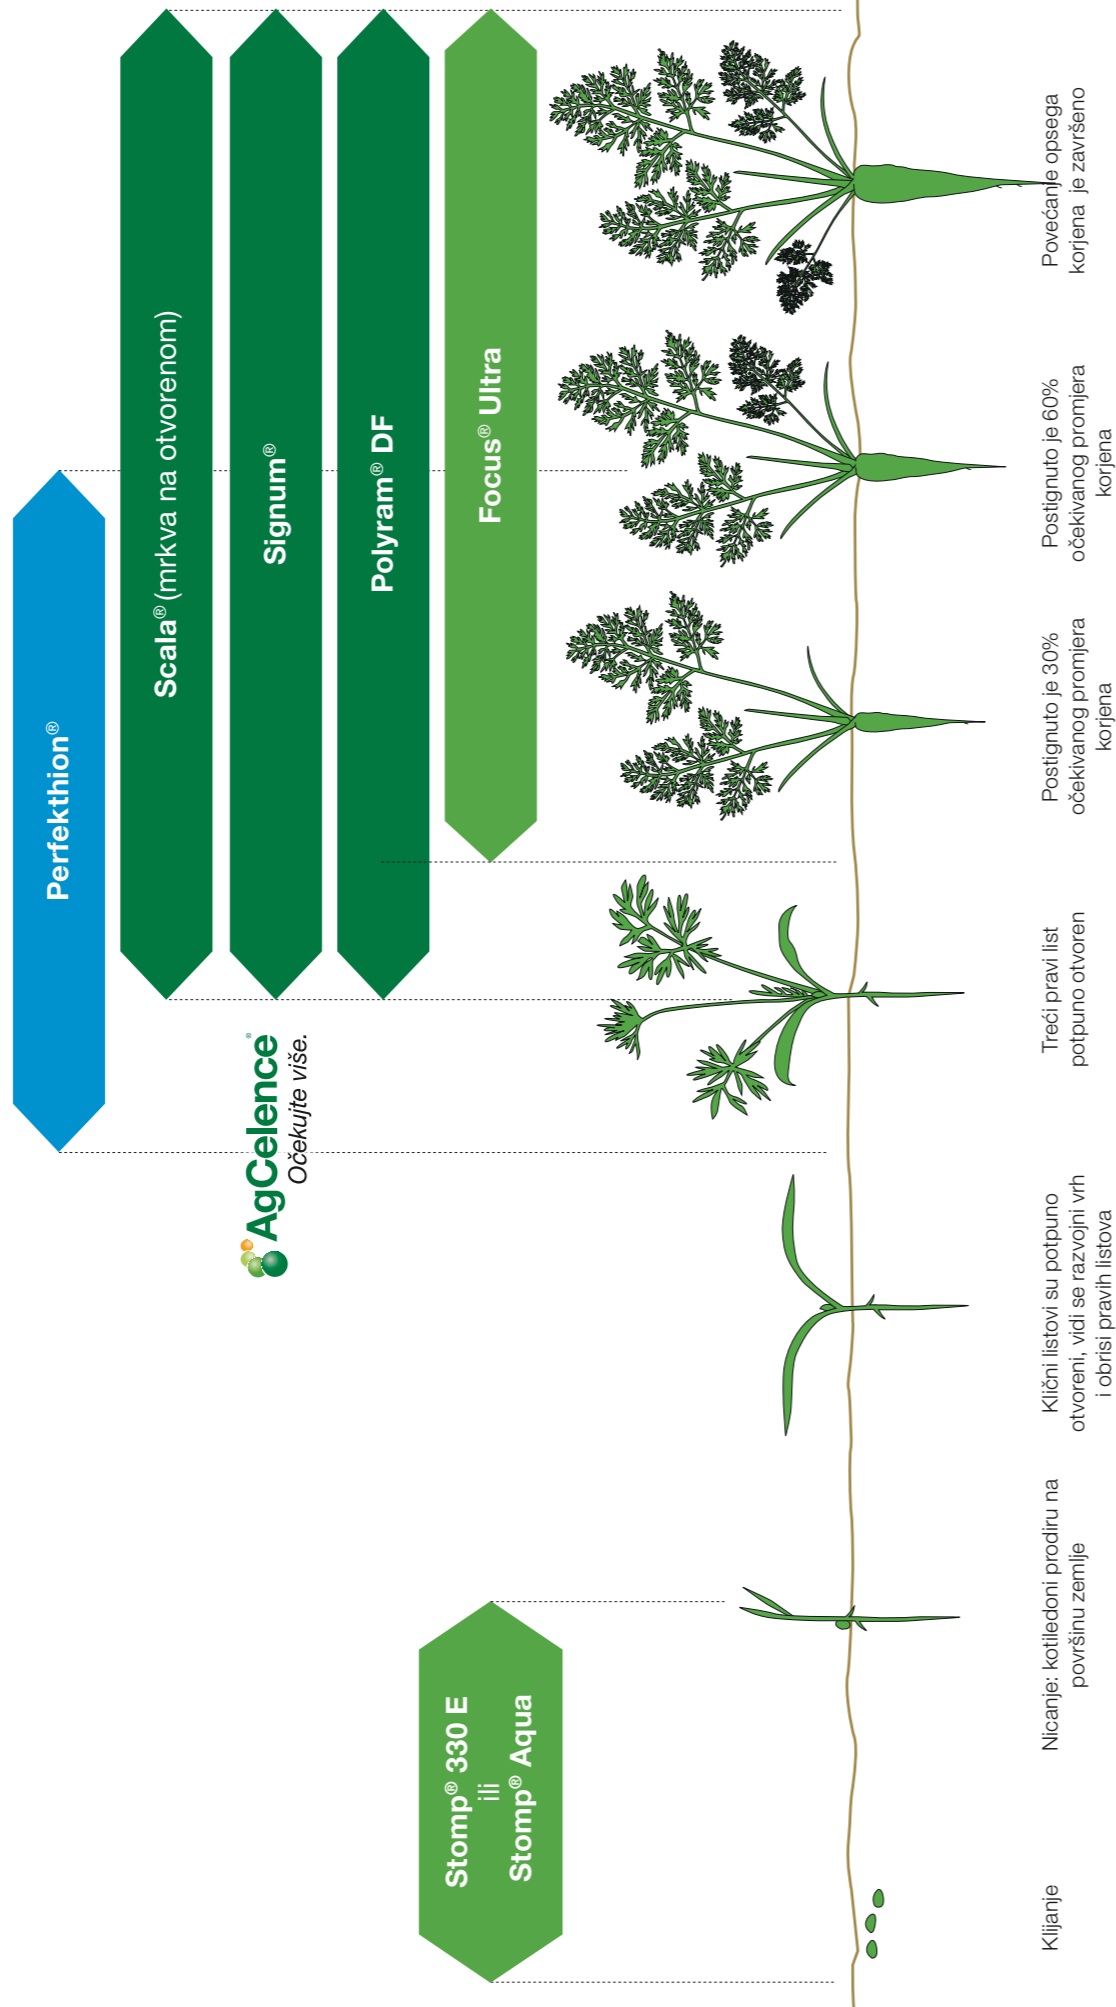 Perfekthion®
Scala® (mrkva na otvorenom)
Signum®
Polyram® DF
Focus® Ultra
AgCelence®
Očekujte više.
Stomp® 330 E
ili
Stomp® Aqua
Klijanje
Nicanje: kotiledoni prodiru na
površinu zemlje
Klični listovi su potpuno
otvoreni, vidi se razvojni vrh
i obrisi pravih listova
Treći pravi list
potpuno otvoren
Postignuto je 30%
očekivanog promjera
korjena
Postignuto je 60%
očekivanog promjera
korjena
Povećanje opsega
korjena je završeno